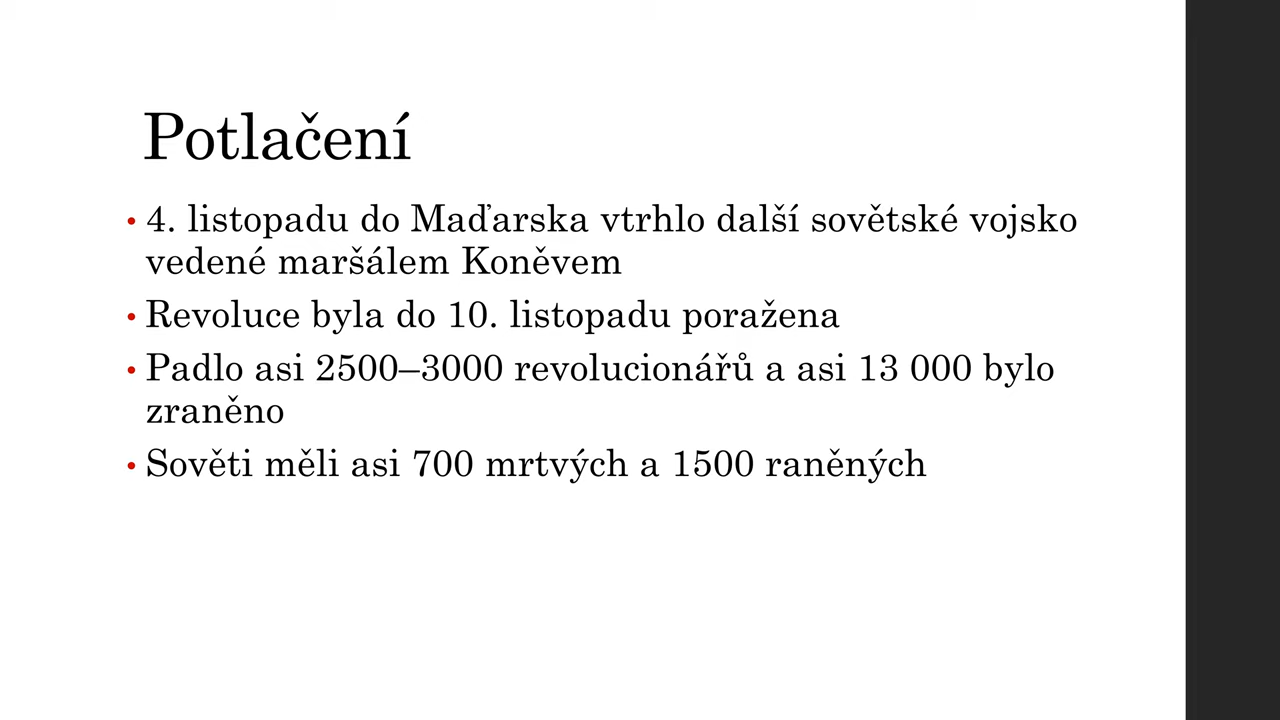 Potlačení
• 4. listopadu do Maďarska vtrhlo další sovětské vojsko
vedené maršálem Koněvem
• Revoluce byla do 10. listopadu poražena
• Padlo asi 2500–3000 revolucionářů a asi 13 000 bylo
zraněno
• Sověti měli asi 700 mrtvých a 1500 raněných